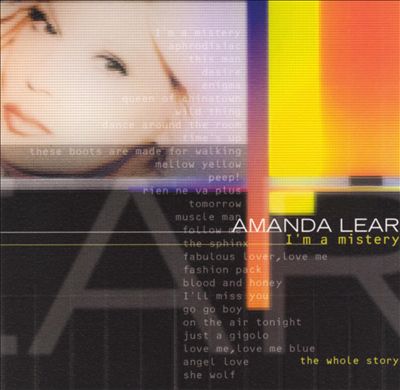 I'm a mistery
aphrodisiac
this man
desire
enigma
queen of chinatown
wild thing
dance around the room
time's up
these boots are made for walking
mellow yellow
peep!
rien ne va plus
tomorrow
muscle man
follow me
the sphinx
fabulous lover,love me
fashion pack
blood and honey
I'll miss you
go go boy
on the air tonight
just a gigolo
love me,love me blue
angel love
she wolf
AMANDA LEAR
I'm a mistery
the whole story
LEAR